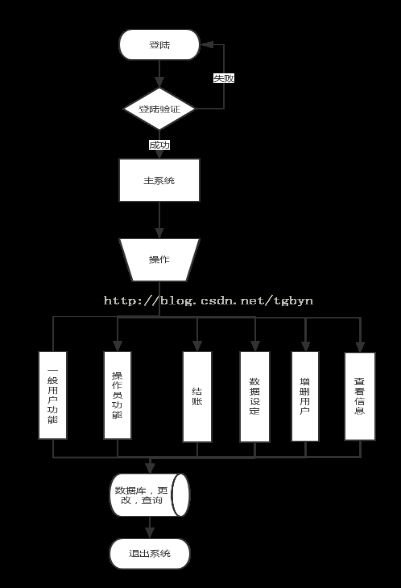 登陆
失败
登陆验证
成功
主系统
操作
http://blog.csdn.net/tgbyn
一般用户功能
操作员功能
结账
数据设定
增删用户
查看信息
数据库，更
改，查询
退出系统